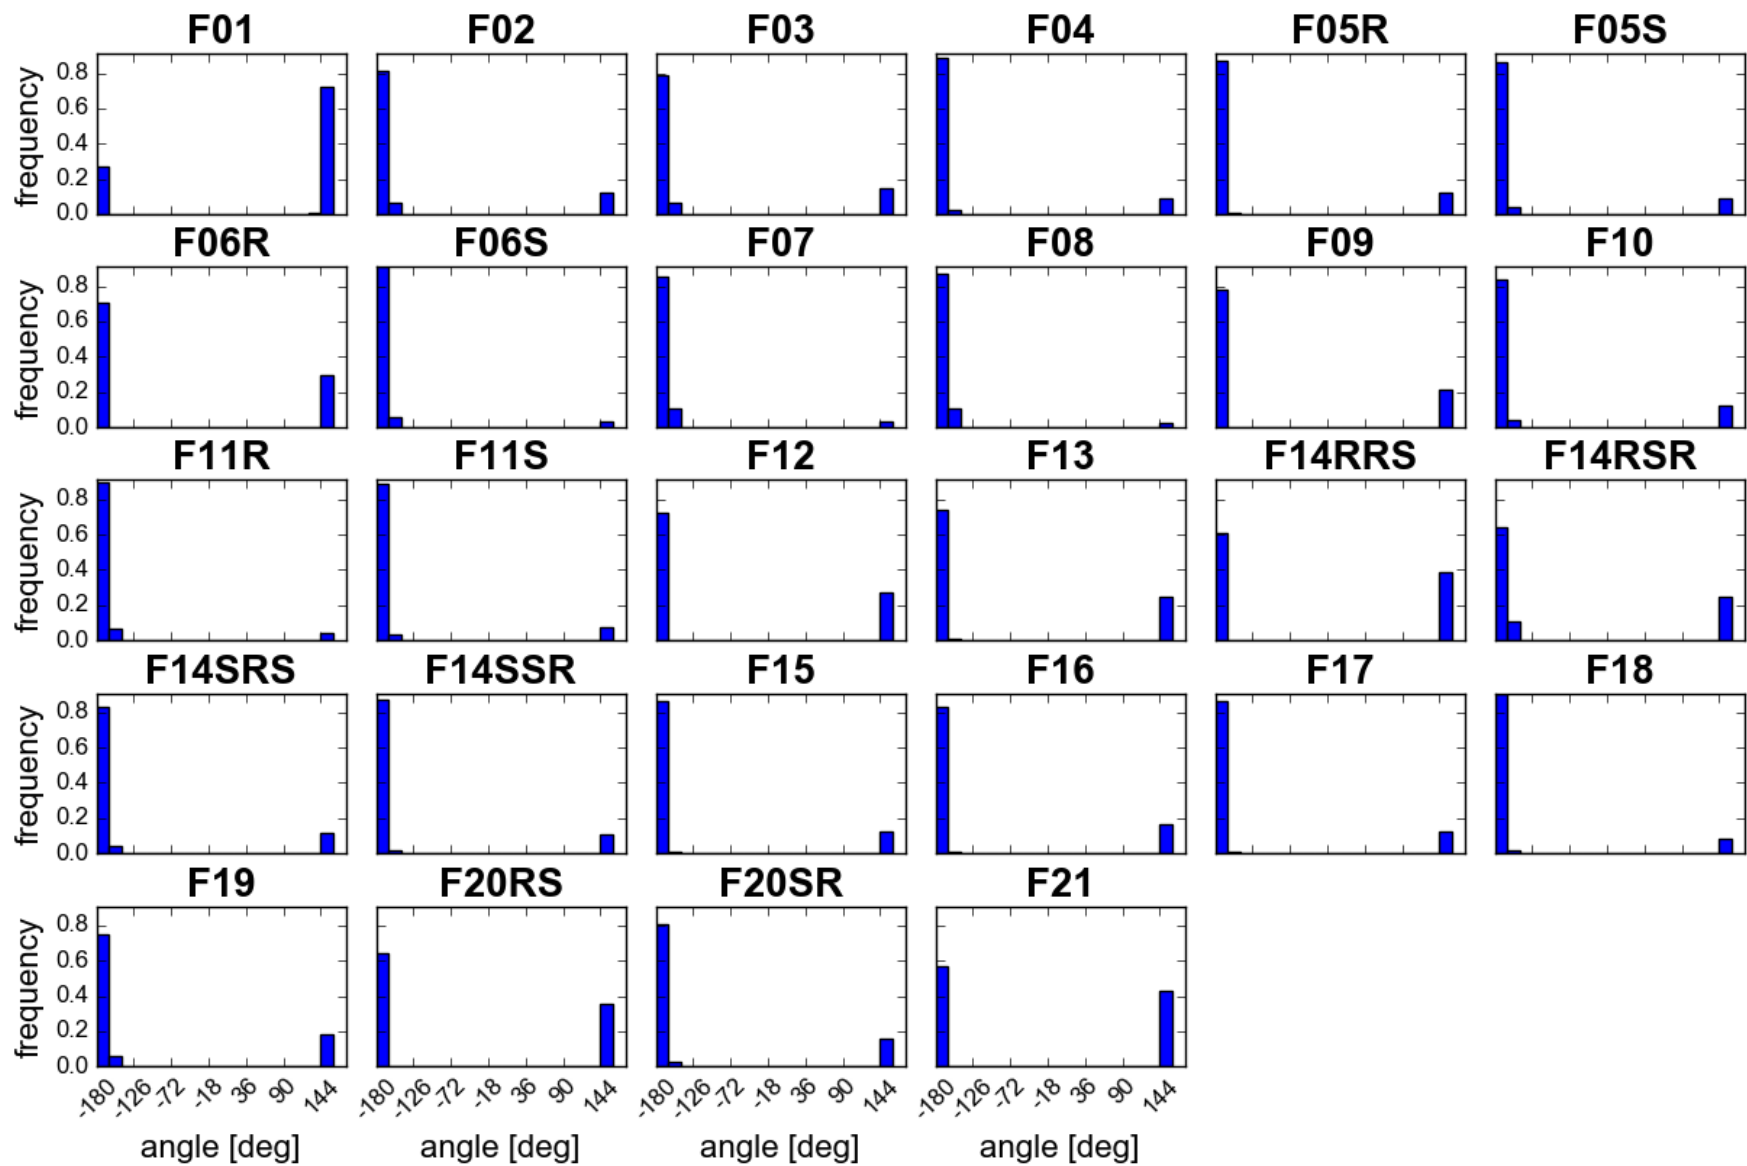 F01 F02 F03 F04 F05R F05S
frequency
0.8
0.6
0.4
0.2
0.0
F06R F06S F07 F08 F09 F10
frequency
0.8
0.6
0.4
0.2
0.0
F11R F11S F12 F13 F14RRS F14RSR
frequency
0.8
0.6
0.4
0.2
0.0
F14SRS F14SSR F15 F16 F17 F18
frequency
0.8
0.6
0.4
0.2
0.0
F19 F20RS F20SR F21
frequency
0.8
0.6
0.4
0.2
0.0
-180 -126 -72 -18 36 90 144 -180 -126 -72 -18 36 90 144 -180 -126 -72 -18 36 90 144 -180 -126 -72 -18 36 90 144
angle [deg] angle [deg] angle [deg] angle [deg]